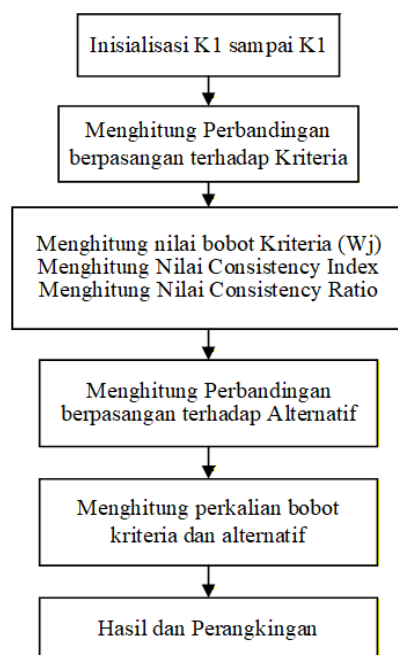 Inisialisasi K1 sampai K1
Menghitung Perbandingan
berpasangan terhadap Kriteria
Menghitung nilai bobot Kriteria (Wj)
Menghitung Nilai Consistency Index
Menghitung Nilai Consistency Ratio
Menghitung Perbandingan
berpasangan terhadap Alternatif
Menghitung perkalian bobot
kriteria dan alternatif
Hasil dan Perangkingan